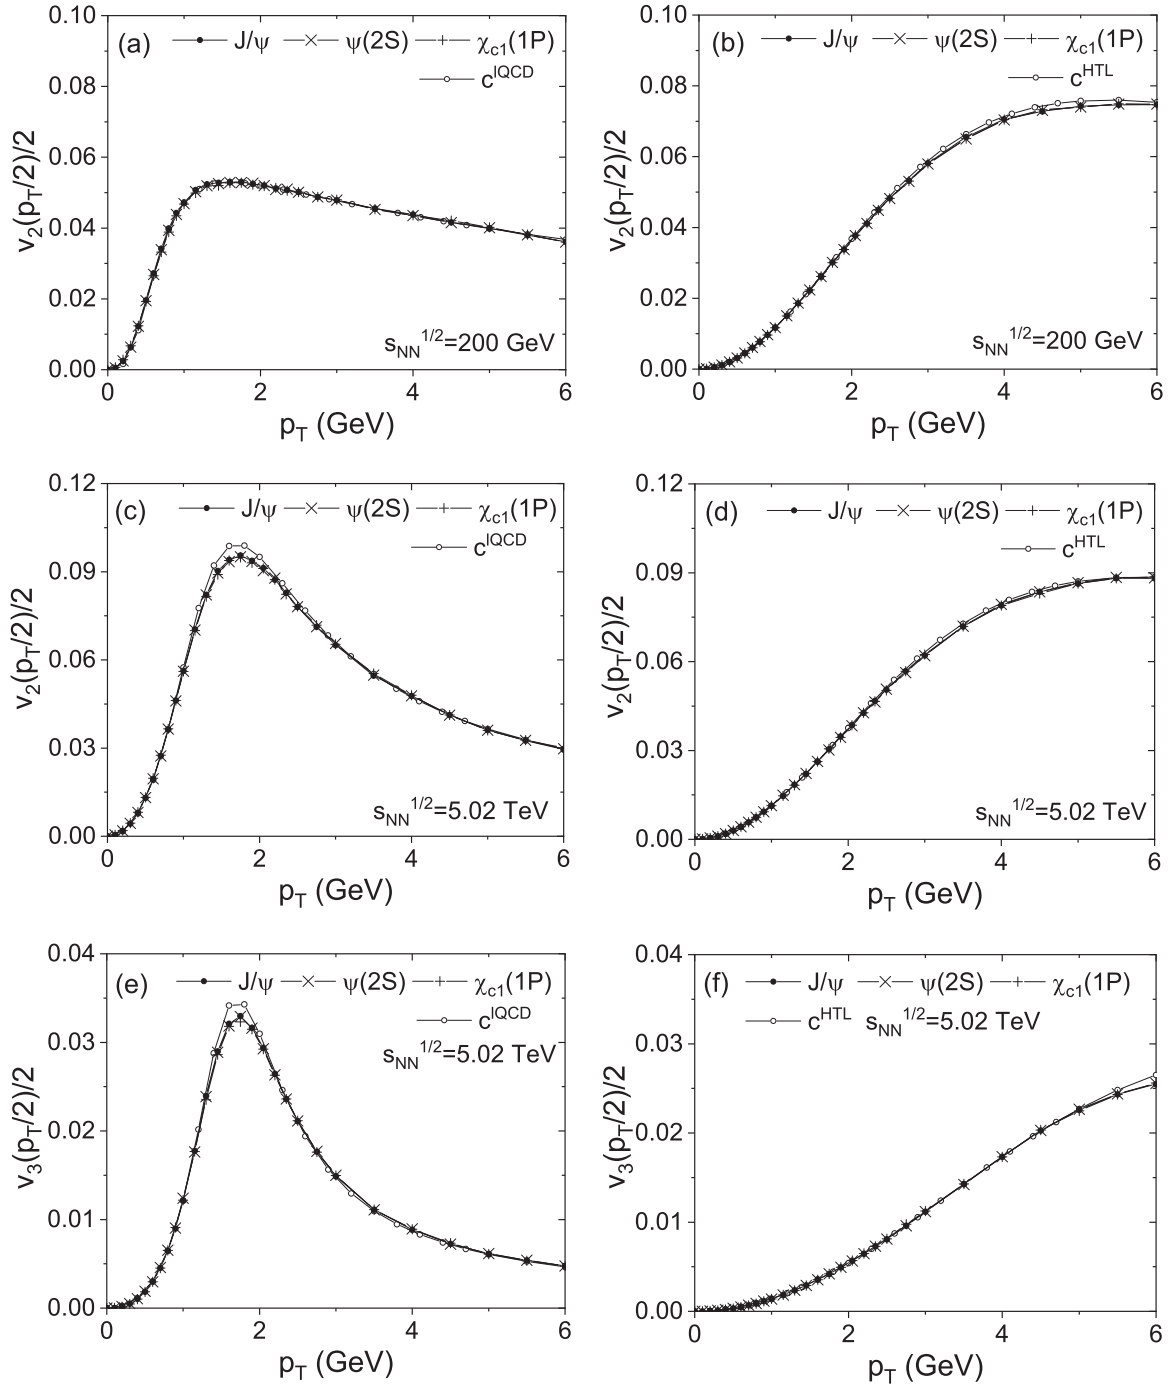 (a) J/ψ ψ(2S) χc1(1P)
c^lQCD
s_NN^1/2=200 GeV
v2(pT/2)/2
0.10
0.08
0.06
0.04
0.02
0.00
0 2 4 6
pT (GeV)
(b) J/ψ ψ(2S) χc1(1P)
c^HTL
s_NN^1/2=200 GeV
v2(pT/2)/2
0.10
0.08
0.06
0.04
0.02
0.00
0 2 4 6
pT (GeV)
(c) J/ψ ψ(2S) χc1(1P)
c^lQCD
s_NN^1/2=5.02 TeV
v2(pT/2)/2
0.12
0.09
0.06
0.03
0.00
0 2 4 6
pT (GeV)
(d) J/ψ ψ(2S) χc1(1P)
c^HTL
s_NN^1/2=5.02 TeV
v2(pT/2)/2
0.12
0.09
0.06
0.03
0.00
0 2 4 6
pT (GeV)
(e) J/ψ ψ(2S) χc1(1P)
c^lQCD
s_NN^1/2=5.02 TeV
v3(pT/2)/2
0.04
0.03
0.02
0.01
0.00
0 2 4 6
pT (GeV)
(f) J/ψ ψ(2S) χc1(1P)
c^HTL s_NN^1/2=5.02 TeV
v3(pT/2)/2
0.04
0.03
0.02
0.01
0.00
0 2 4 6
pT (GeV)